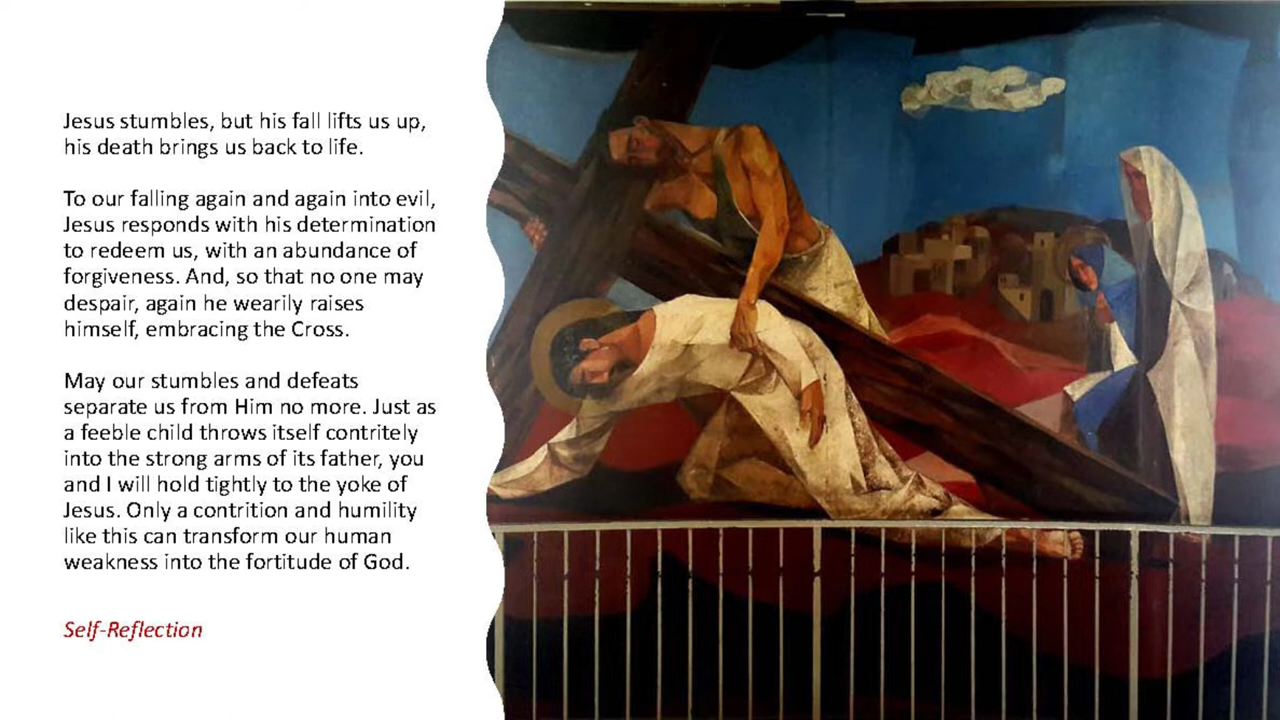 Jesus stumbles, but his fall lifts us up,
his death brings us back to life.
To our falling again and again into evil,
Jesus responds with his determination
to redeem us, with an abundance of
forgiveness. And, so that no one may
despair, again he wearily raises
himself, embracing the Cross.
May our stumbles and defeats
separate us from Him no more. Just as
a feeble child throws itself contritely
into the strong arms of its father, you
and I will hold tightly to the yoke of
Jesus. Only a contrition and humility
like this can transform our human
weakness into the fortitude of God.
Self-Reflection